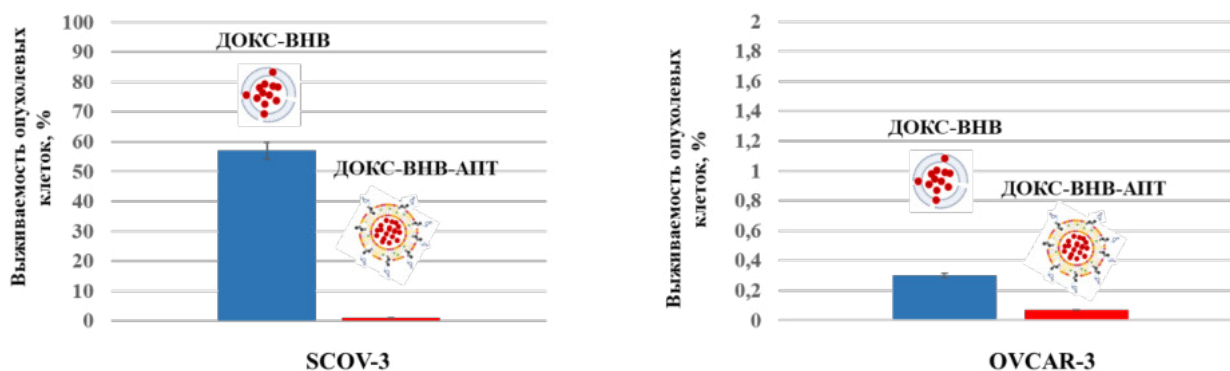 Выживаемость опухолевых
клеток, %
100
90
80
70
60
50
40
30
20
10
0
ДОКС-ВНВ
ДОКС-ВНВ-АПТ
SCOV-3
Выживаемость опухолевых
клеток, %
2
1,8
1,6
1,4
1,2
1
0,8
0,6
0,4
0,2
0
ДОКС-ВНВ
ДОКС-ВНВ-АПТ
OVCAR-3